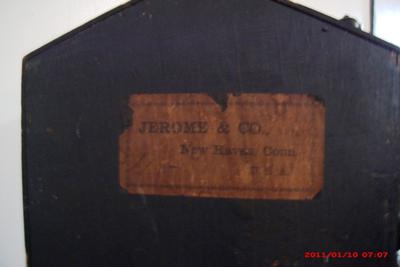 JEROME & CO.,
New Haven, Conn.
U S A
2011/01/10 07:07